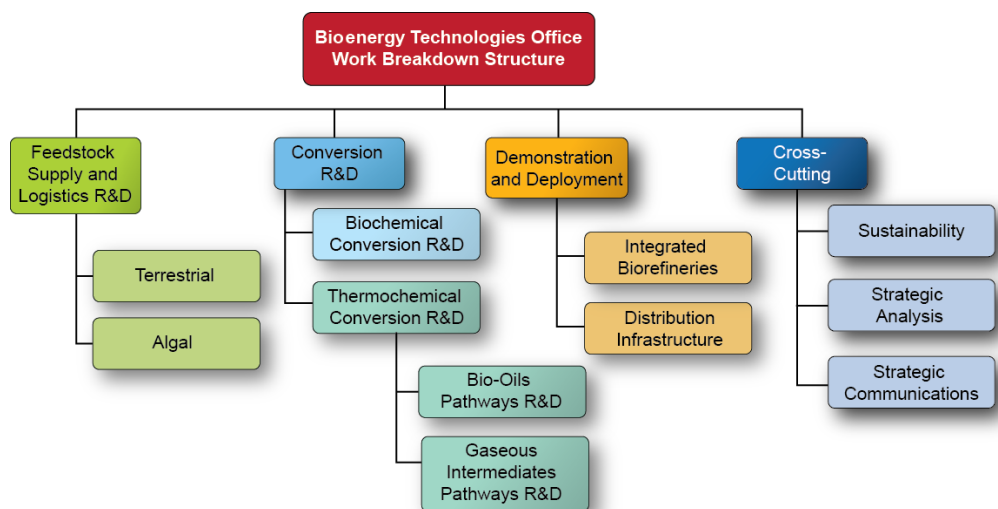 Bioenergy Technologies Office
Work Breakdown Structure
Feedstock
Supply and
Logistics R&D
Terrestrial
Algal
Conversion
R&D
Biochemical
Conversion R&D
Thermochemical
Conversion R&D
Bio-Oils
Pathways R&D
Gaseous
Intermediates
Pathways R&D
Demonstration
and Deployment
Integrated
Biorefineries
Distribution
Infrastructure
Cross-
Cutting
Sustainability
Strategic
Analysis
Strategic
Communications